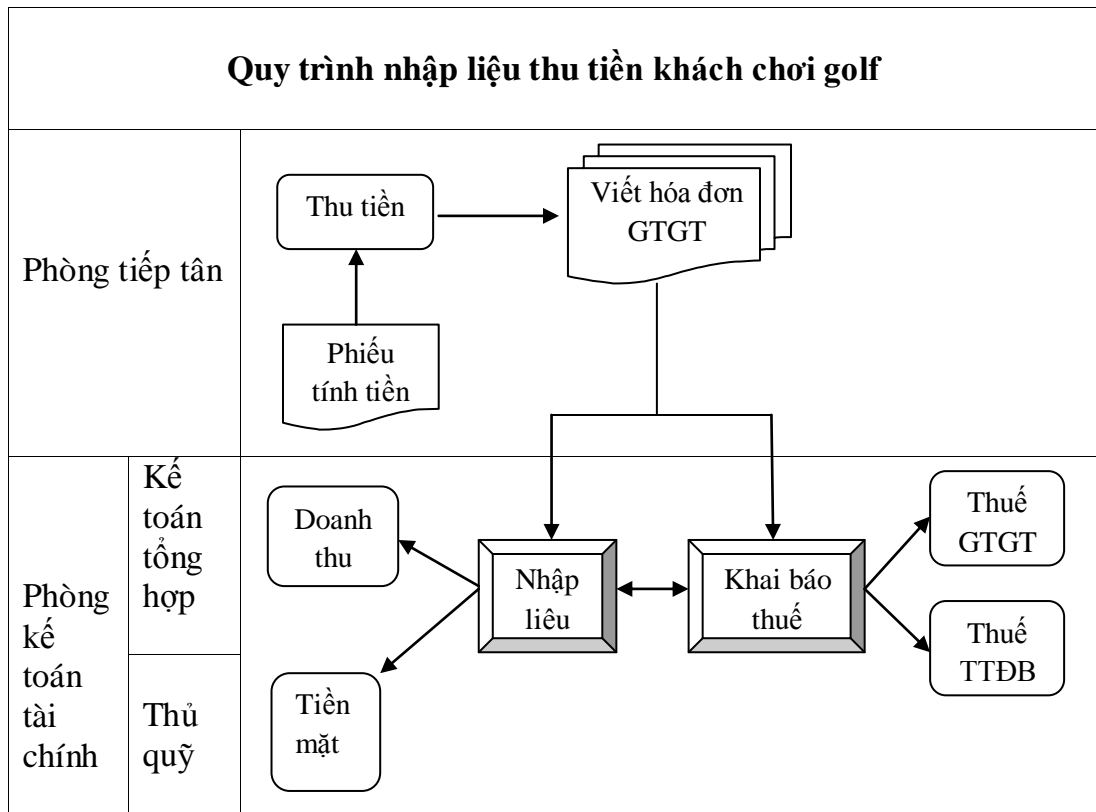 Quy trình nhập liệu thu tiền khách chơi golf
Phòng tiếp tân
Thu tiền
Viết hóa đơn
GTGT
Phiếu
tính tiền
Phòng
kế
toán
tài
chính
Kế
toán
tổng
hợp
Doanh
thu
Nhập
liêu
Khai báo
thuế
Thuế
GTGT
Thuế
TTĐB
Thủ
quỹ
Tiền
mặt